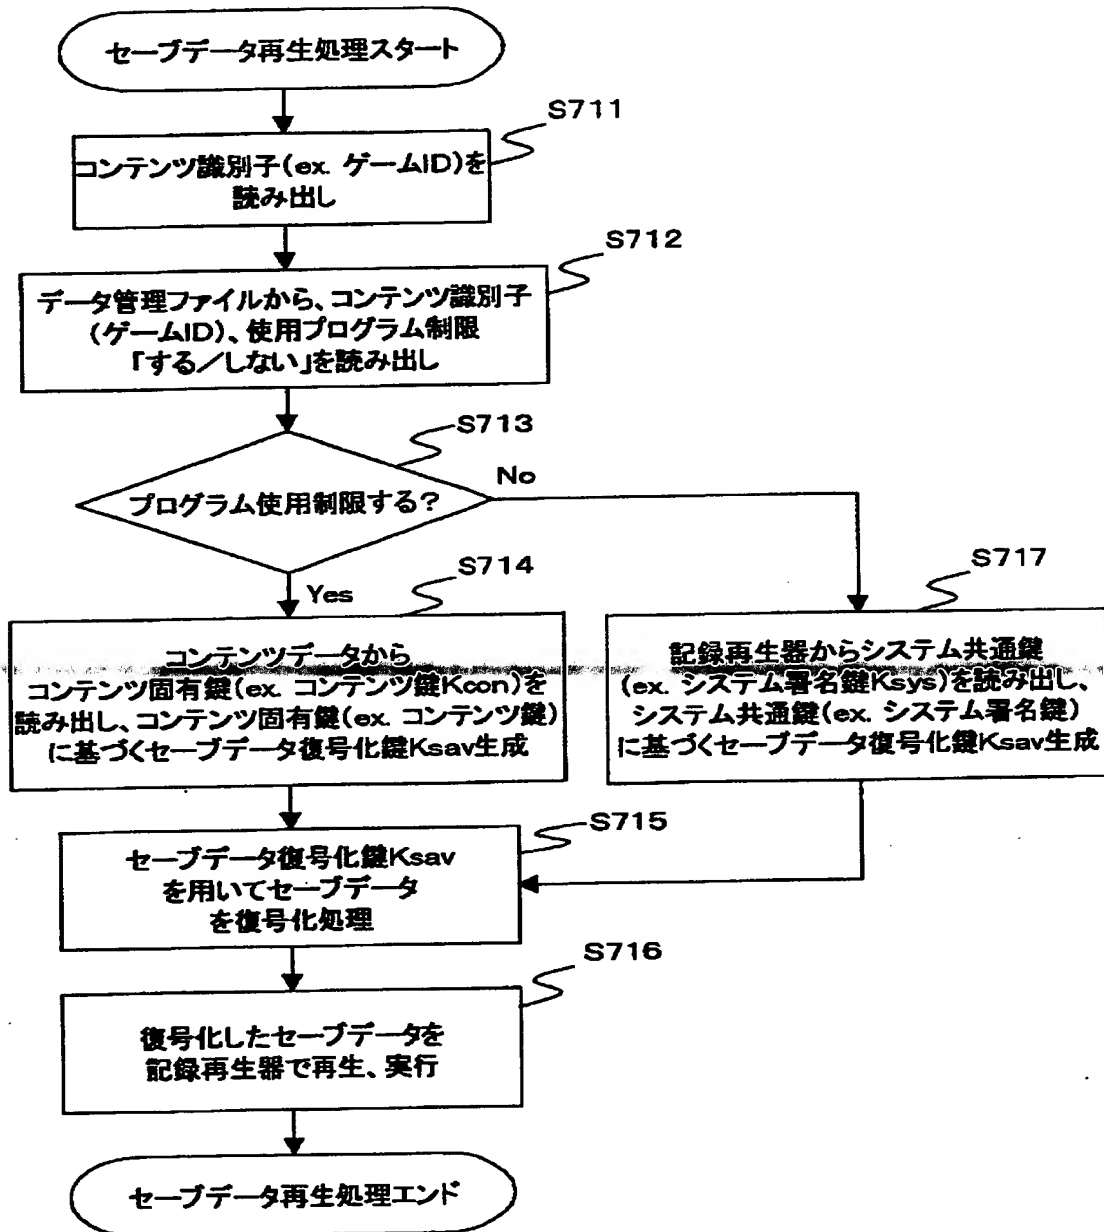 セーブデータ再生処理スタート
S711
コンテンツ識別子(ex. ゲームID)を
読み出し
S712
データ管理ファイルから、コンテンツ識別子
(ゲームID)、使用プログラム制限
「する/しない」を読み出し
S713
プログラム使用制限する?
No
Yes
S714
コンテンツデータから
コンテンツ固有鍵(ex. コンテンツ鍵Kcon)を
読み出し、コンテンツ固有鍵(ex. コンテンツ鍵)
に基づくセーブデータ復号化鍵Ksav生成
S717
記録再生器からシステム共通鍵
(ex. システム署名鍵Ksys)を読み出し、
システム共通鍵(ex. システム署名鍵)
に基づくセーブデータ復号化鍵Ksav生成
S715
セーブデータ復号化鍵Ksav
を用いてセーブデータ
を復号化処理
S716
復号化したセーブデータを
記録再生器で再生、実行
セーブデータ再生処理エンド